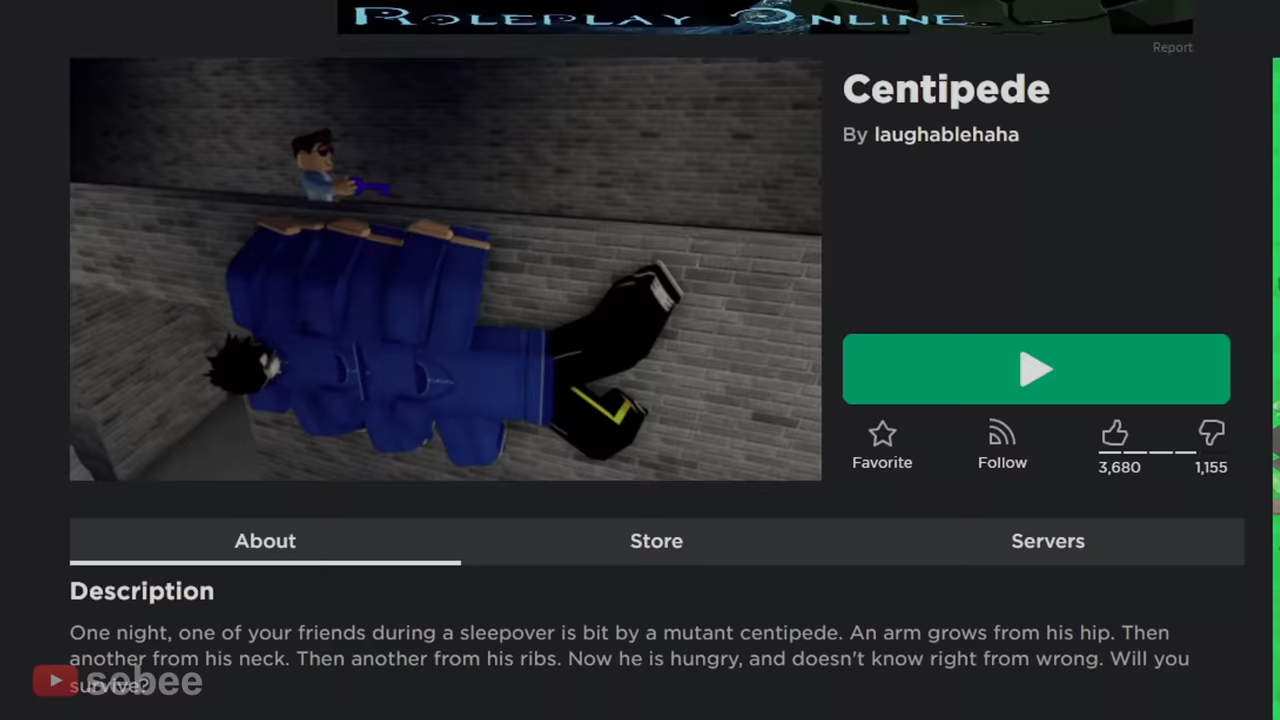 ROLEPLAY ONLINE
Report
Centipede
By laughablehaha
Favorite
Follow
3,680
1,155
About
Store
Servers
Description
One night, one of your friends during a sleepover is bit by a mutant centipede. An arm grows from his hip. Then
another from his neck. Then another from his ribs. Now he is hungry, and doesn't know right from wrong. Will you
survive?
sebee